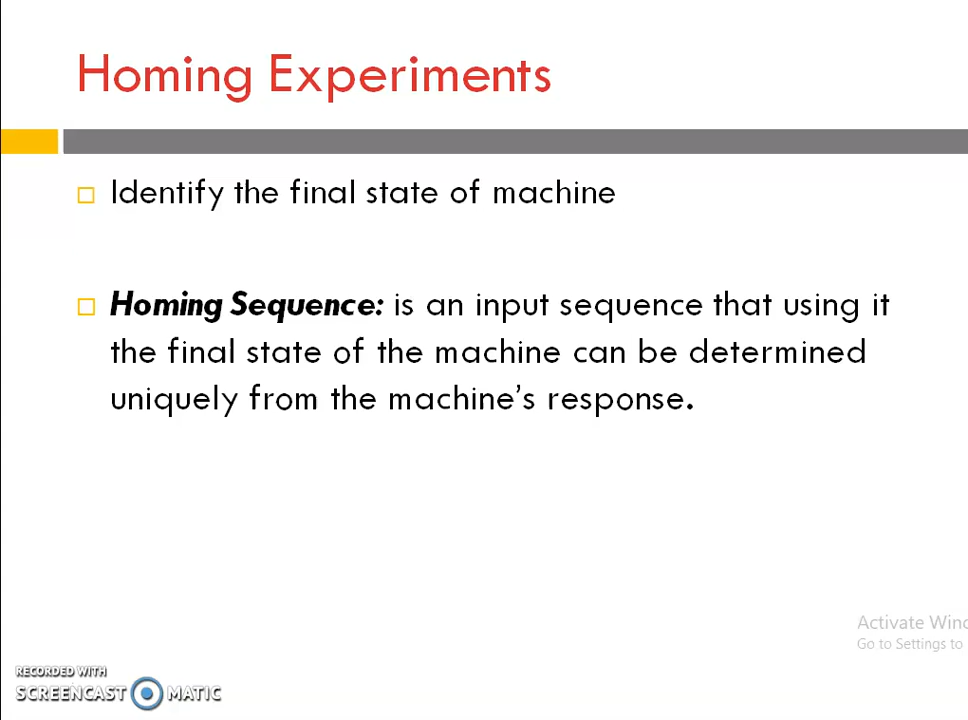 Homing Experiments
Identify the final state of machine
Homing Sequence: is an input sequence that using it
the final state of the machine can be determined
uniquely from the machine's response.
Activate Winc
Go to Settings to
RECORDED WITH
SCREENCAST MATIC